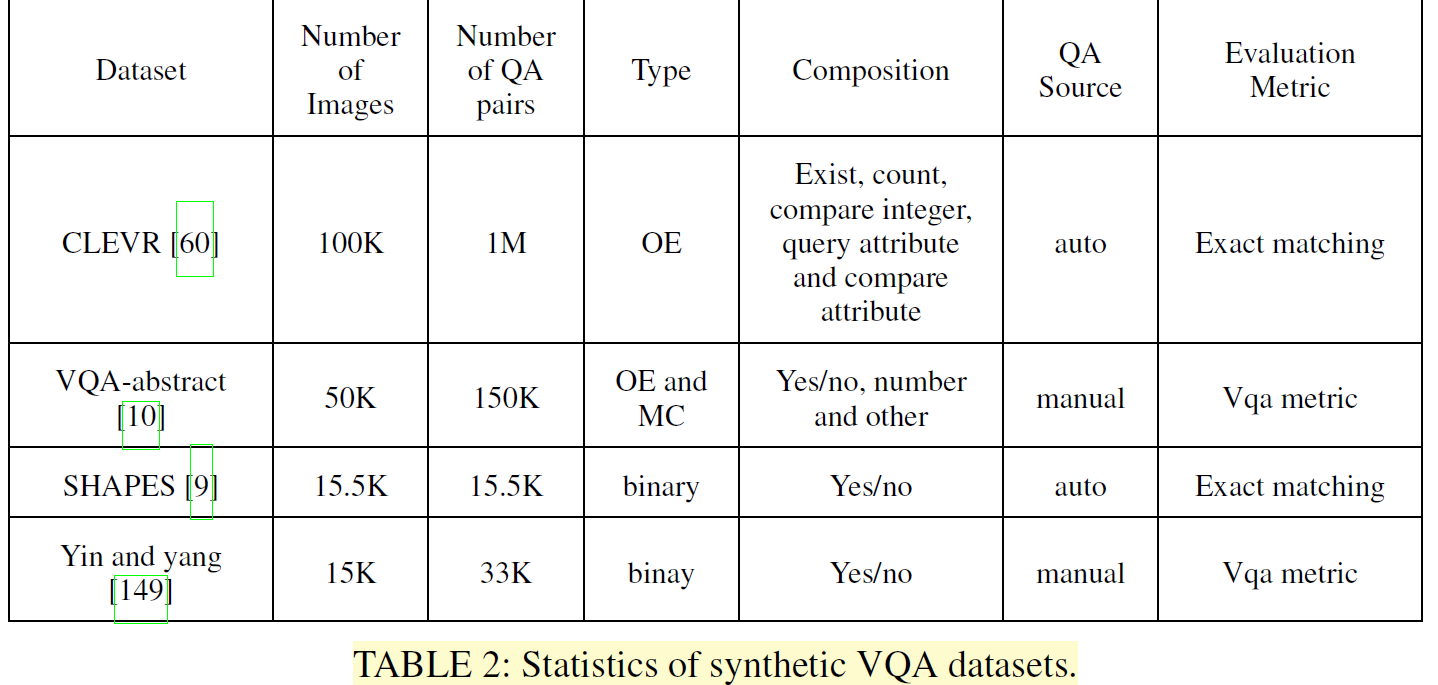 Dataset
Number
of
Images
Number
of QA
pairs
Type
Composition
QA
Source
Evaluation
Metric
CLEVR [60]
100K
1M
OE
Exist, count,
compare integer,
query attribute
and compare
attribute
auto
Exact matching
VQA-abstract
[10]
50K
150K
OE and
MC
Yes/no, number
and other
manual
Vqa metric
SHAPES [9]
15.5K
15.5K
binary
Yes/no
auto
Exact matching
Yin and yang
[149]
15K
33K
binay
Yes/no
manual
Vqa metric
TABLE 2: Statistics of synthetic VQA datasets.